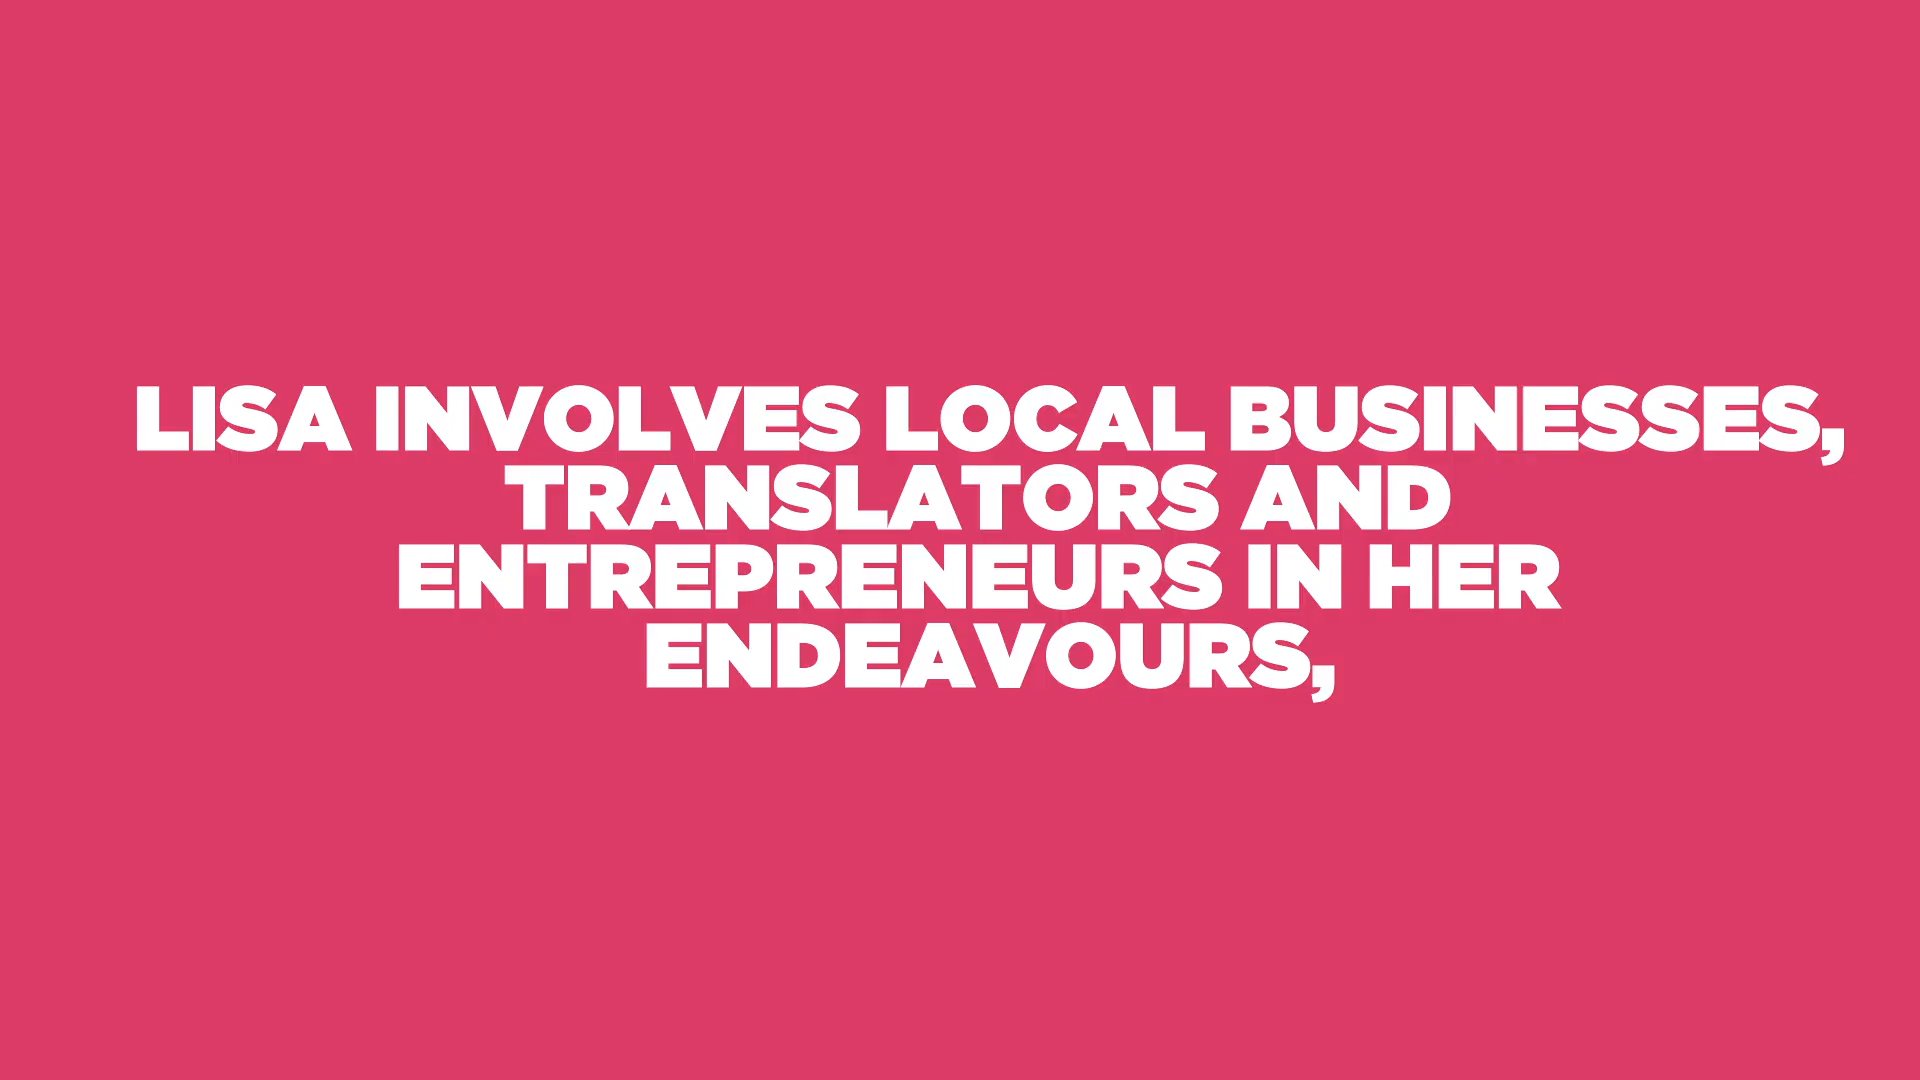 LISA INVOLVES LOCAL BUSINESSES,
TRANSLATORS AND
ENTREPRENEURS IN HER
ENDEAVOURS,